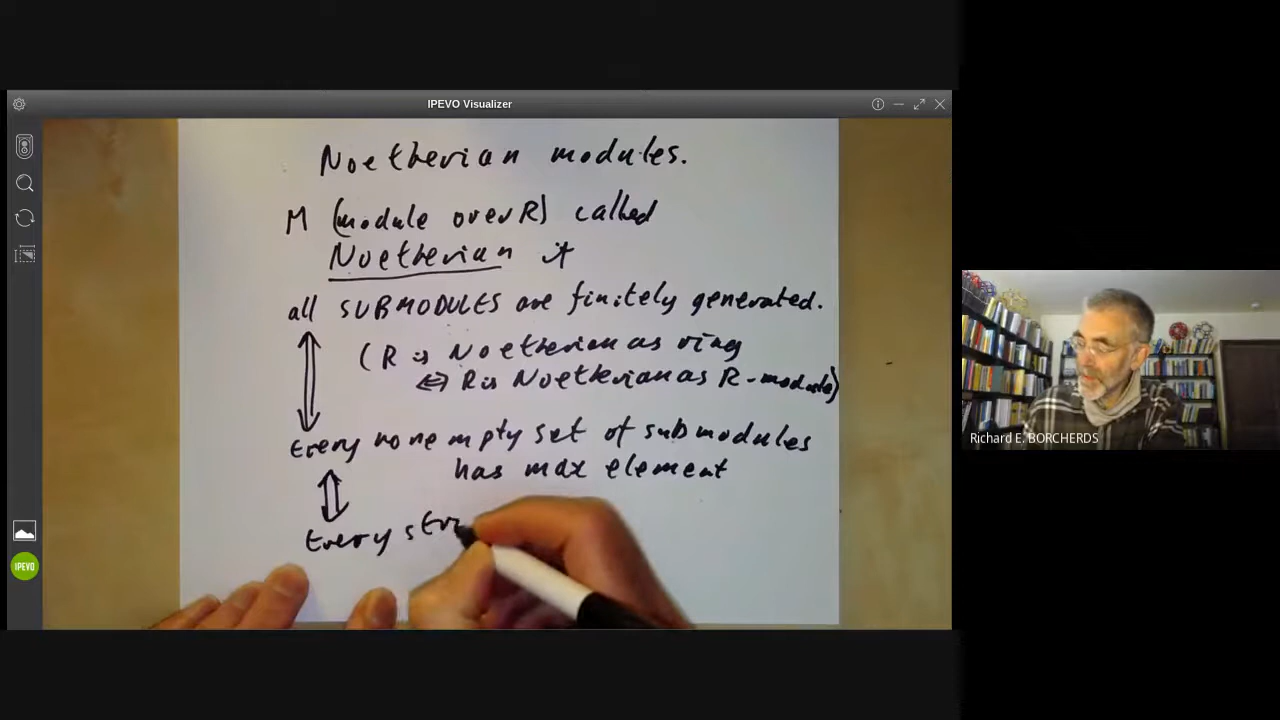 IPEVO Visualizer
Noetherian modules.
M (module over R) called
Noetherian if
all SUBMODULES are finitely generated.
(R is Noetherian as ring
⇔ R is Noetherian as R-module)
Every nonempty set of submodules
has max element
Every str
Richard E. BORCHERDS
IPEVO